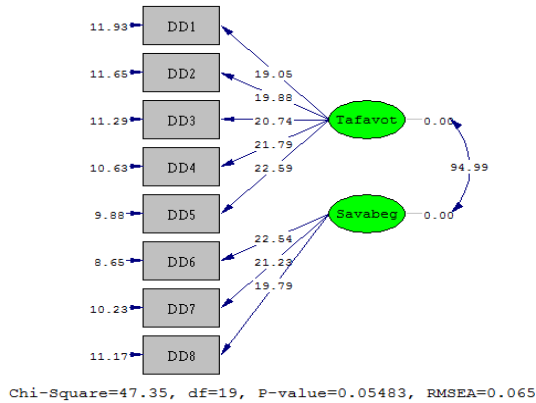 11.93 DD1
19.05
11.65 DD2
19.88
11.29 DD3 20.74 Tafavot 0.00
21.79
10.63 DD4 94.99
22.59
9.88 DD5 Savabeg 0.00
22.54
8.65 DD6 21.23
19.79
10.23 DD7
11.17 DD8
Chi-Square=47.35, df=19, P-value=0.05483, RMSEA=0.065